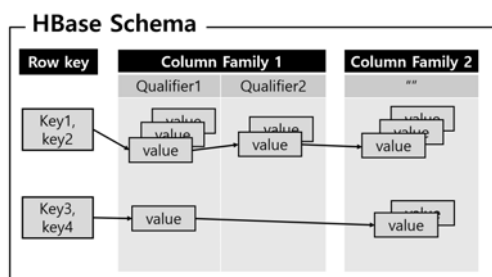 HBase Schema
Row key
Column Family 1
Column Family 2
Qualifier1
Qualifier2
""
Key1,
key2
value
value
value
value
value
value
value
value
Key3,
key4
value
value
value